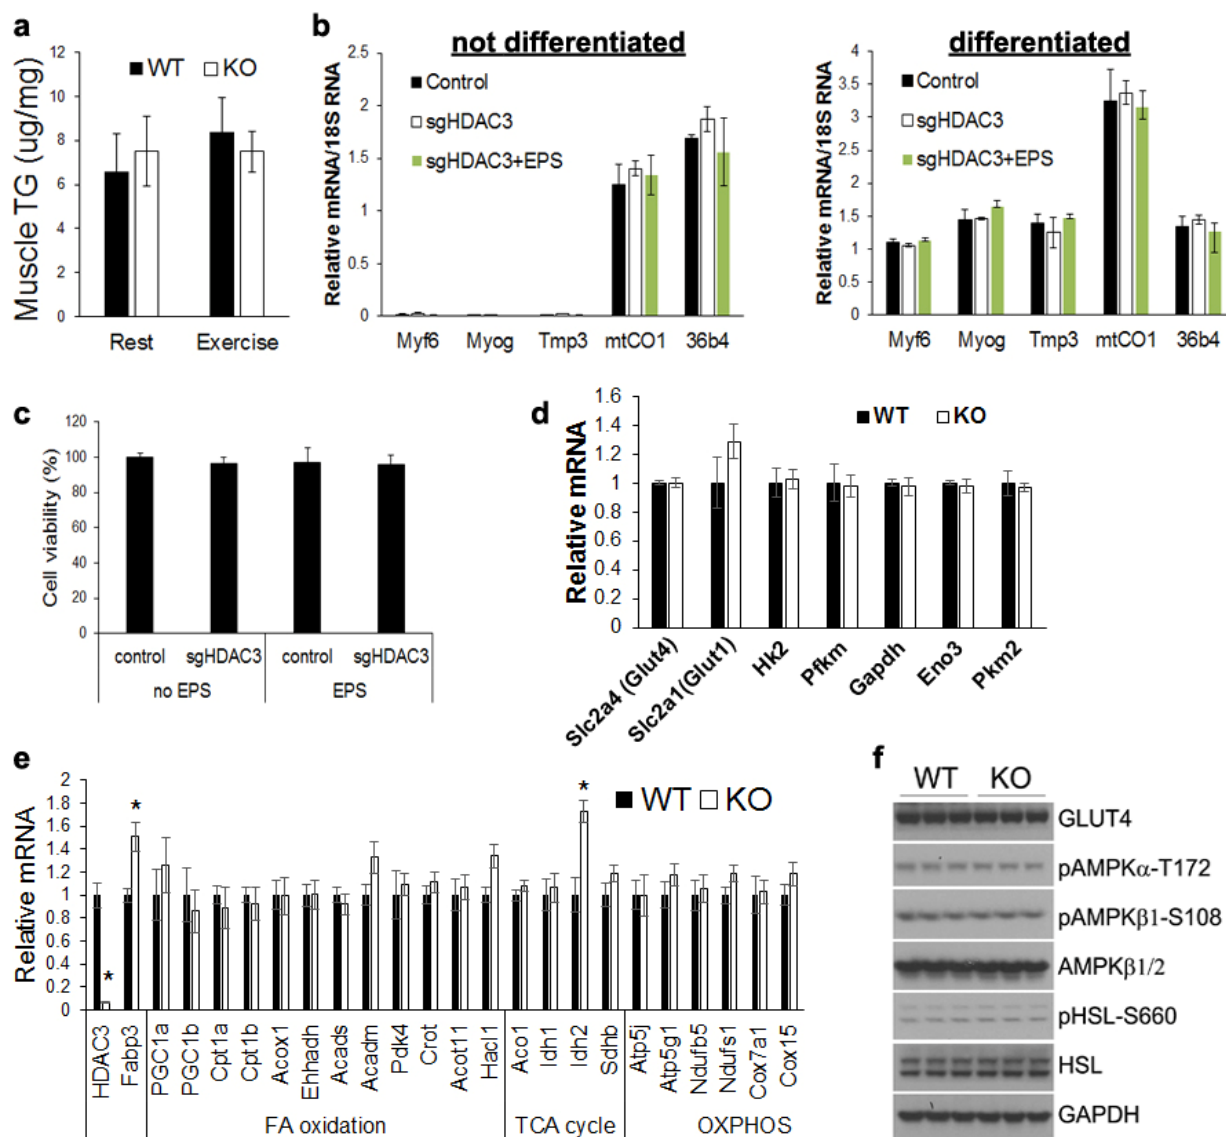 a
Muscle TG (ug/mg)
12
10
8
6
4
2
0
WT KO
Rest Exercise
b
not differentiated
Relative mRNA/18S RNA
2.5
2
1.5
1
0.5
0
Control
sgHDAC3
sgHDAC3+EPS
Myf6 Myog Tmp3 mtCO1 36b4
differentiated
Relative mRNA/18S RNA
4
3.5
3
2.5
2
1.5
1
0.5
0
Control
sgHDAC3
sgHDAC3+EPS
Myf6 Myog Tmp3 mtCO1 36b4
c
Cell viability (%)
120
100
80
60
40
20
0
control sgHDAC3 control sgHDAC3
no EPS EPS
d
Relative mRNA
1.6
1.4
1.2
1
0.8
0.6
0.4
0.2
0
WT KO
Slc2a4 (Glut4)
Slc2a1(Glut1)
Hk2
Pfkm
Gapdh
Eno3
Pkm2
e
Relative mRNA
2
1.8
1.6
1.4
1.2
1
0.8
0.6
0.4
0.2
0
WT KO
*
*
*
HDAC3
Fabp3
PGC1a
PGC1b
Cpt1a
Cpt1b
Acox1
Ehhadh
Acads
Acadm
Pdk4
Crot
Acot11
Hacl1
Aco1
Idh1
Idh2
Sdhb
Atp5j
Atp5g1
Ndufb5
Ndufs1
Cox7a1
Cox15
FA oxidation TCA cycle OXPHOS
f
WT KO
GLUT4
pAMPKα-T172
pAMPKβ1-S108
AMPKβ1/2
pHSL-S660
HSL
GAPDH